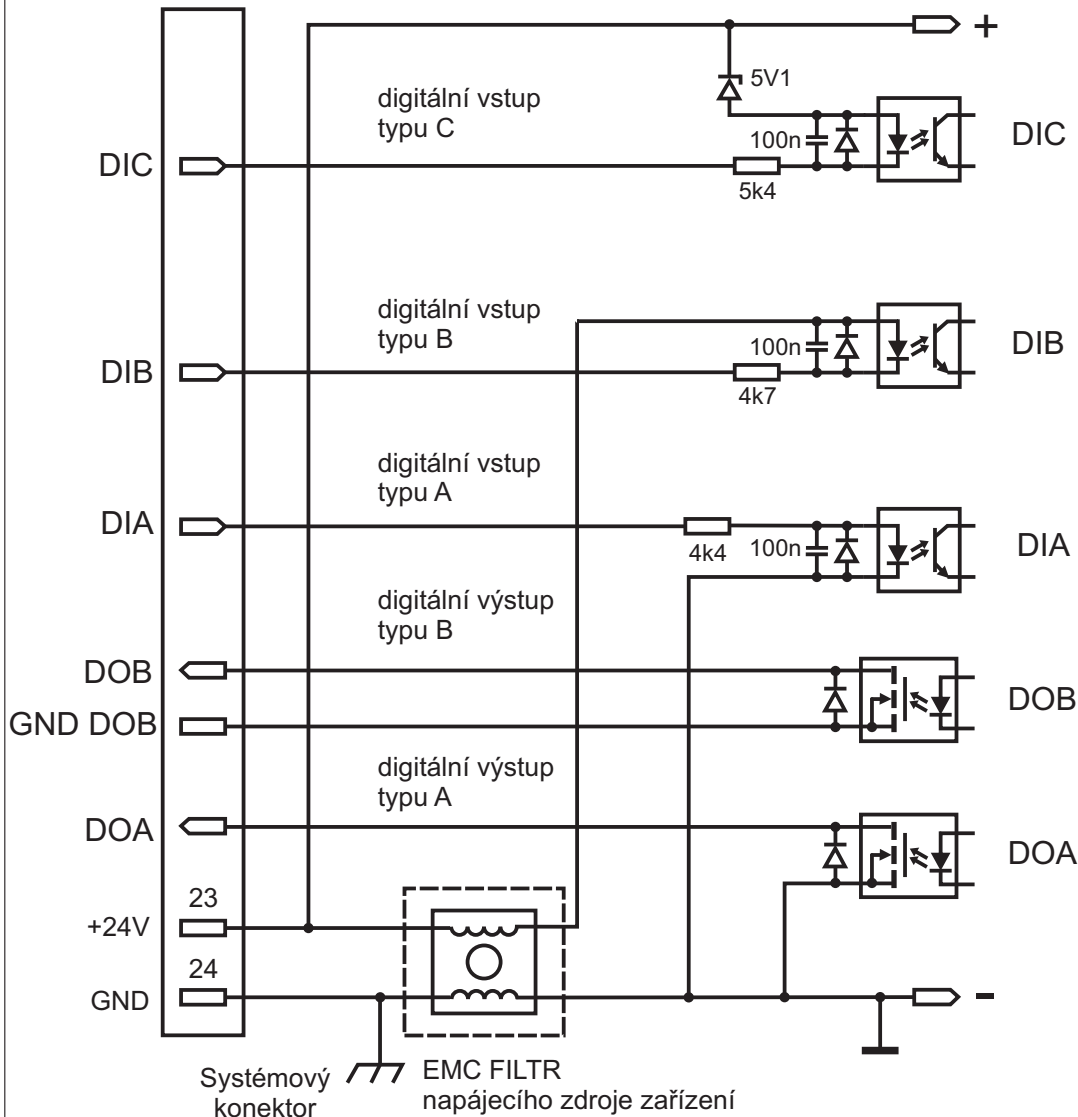 +
5V1
digitální vstup
typu C
100n
DIC
DIC
5k4
digitální vstup
typu B
100n
DIB
DIB
4k7
digitální vstup
typu A
DIA
4k4
100n
DIA
digitální výstup
typu B
DOB
DOB
GND DOB
digitální výstup
typu A
DOA
DOA
23
+24V
24
GND
-
Systémový
konektor
EMC FILTR
napájecího zdroje zařízení